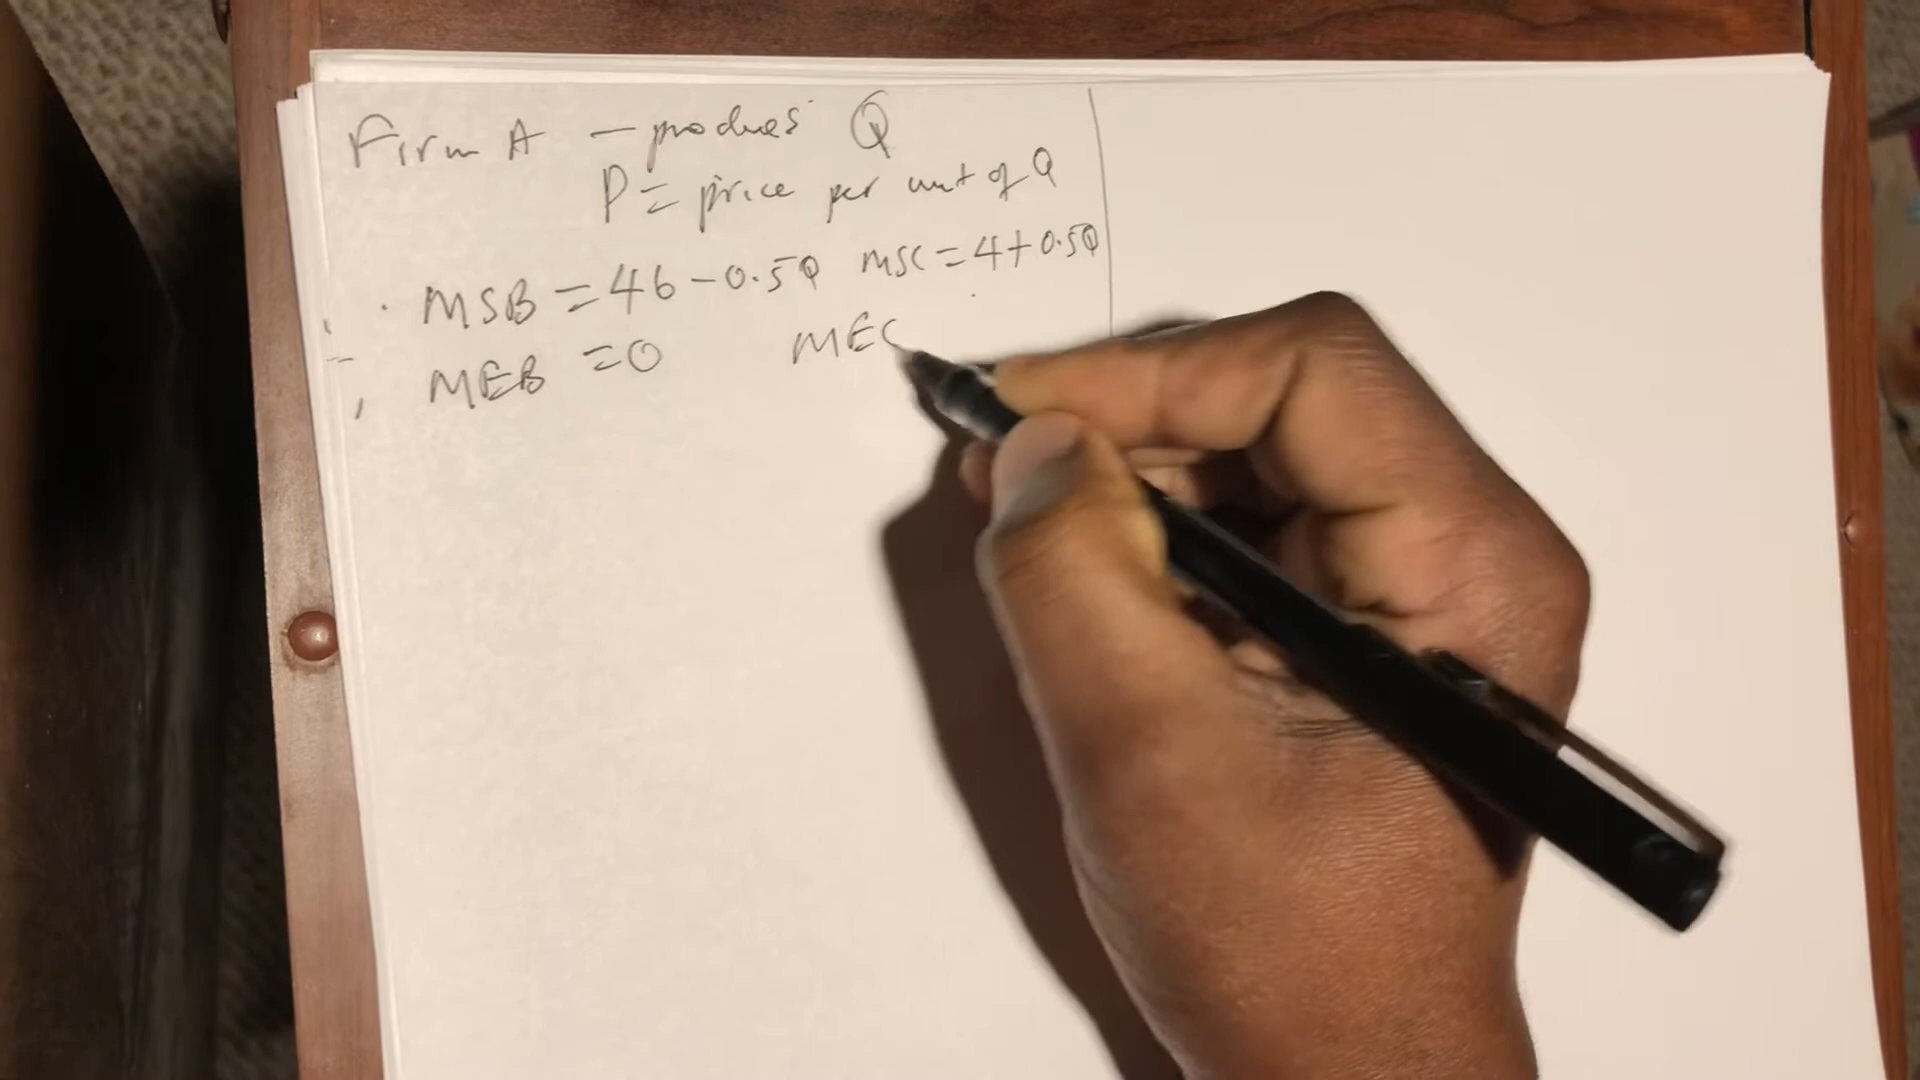 Firm A - produces Q
P = price per unit of Q
MSB = 46 - 0.5Q MSC = 4 + 0.5Q
MEB = 0 MEC